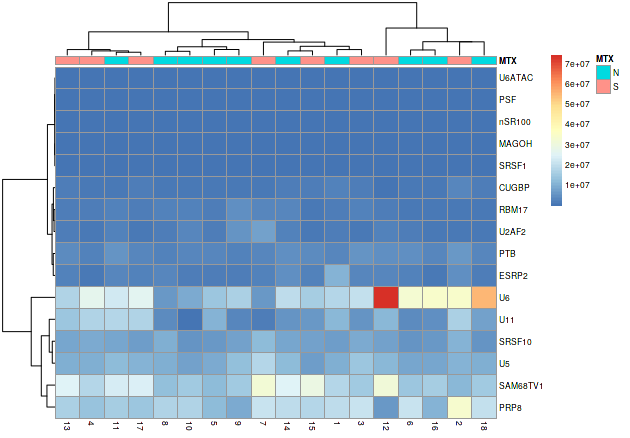 MTX
U6ATAC
PSF
nSR100
MAGOH
SRSF1
CUGBP
RBM17
U2AF2
PTB
ESRP2
U6
U11
SRSF10
U5
SAM68TV1
PRP8
13 4 11 17 8 10 5 9 7 14 15 1 3 12 6 16 2 18
7e+07
6e+07
5e+07
4e+07
3e+07
2e+07
1e+07
MTX
N
S